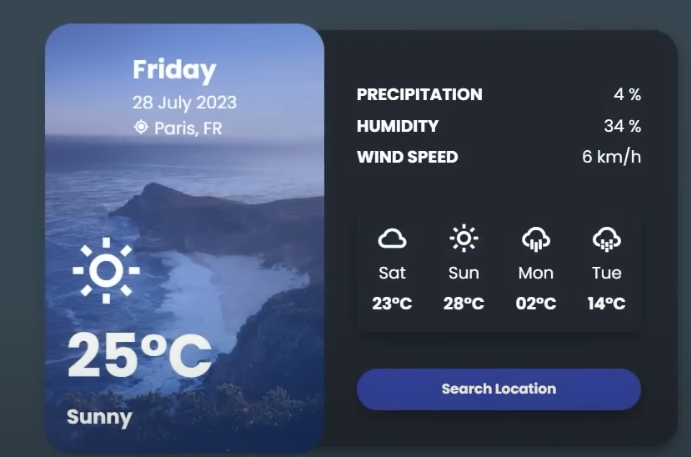 Friday
28 July 2023
Paris, FR
25°C
Sunny
PRECIPITATION 4 %
HUMIDITY 34 %
WIND SPEED 6 km/h
Sat Sun Mon Tue
23°C 28°C 02°C 14°C
Search Location